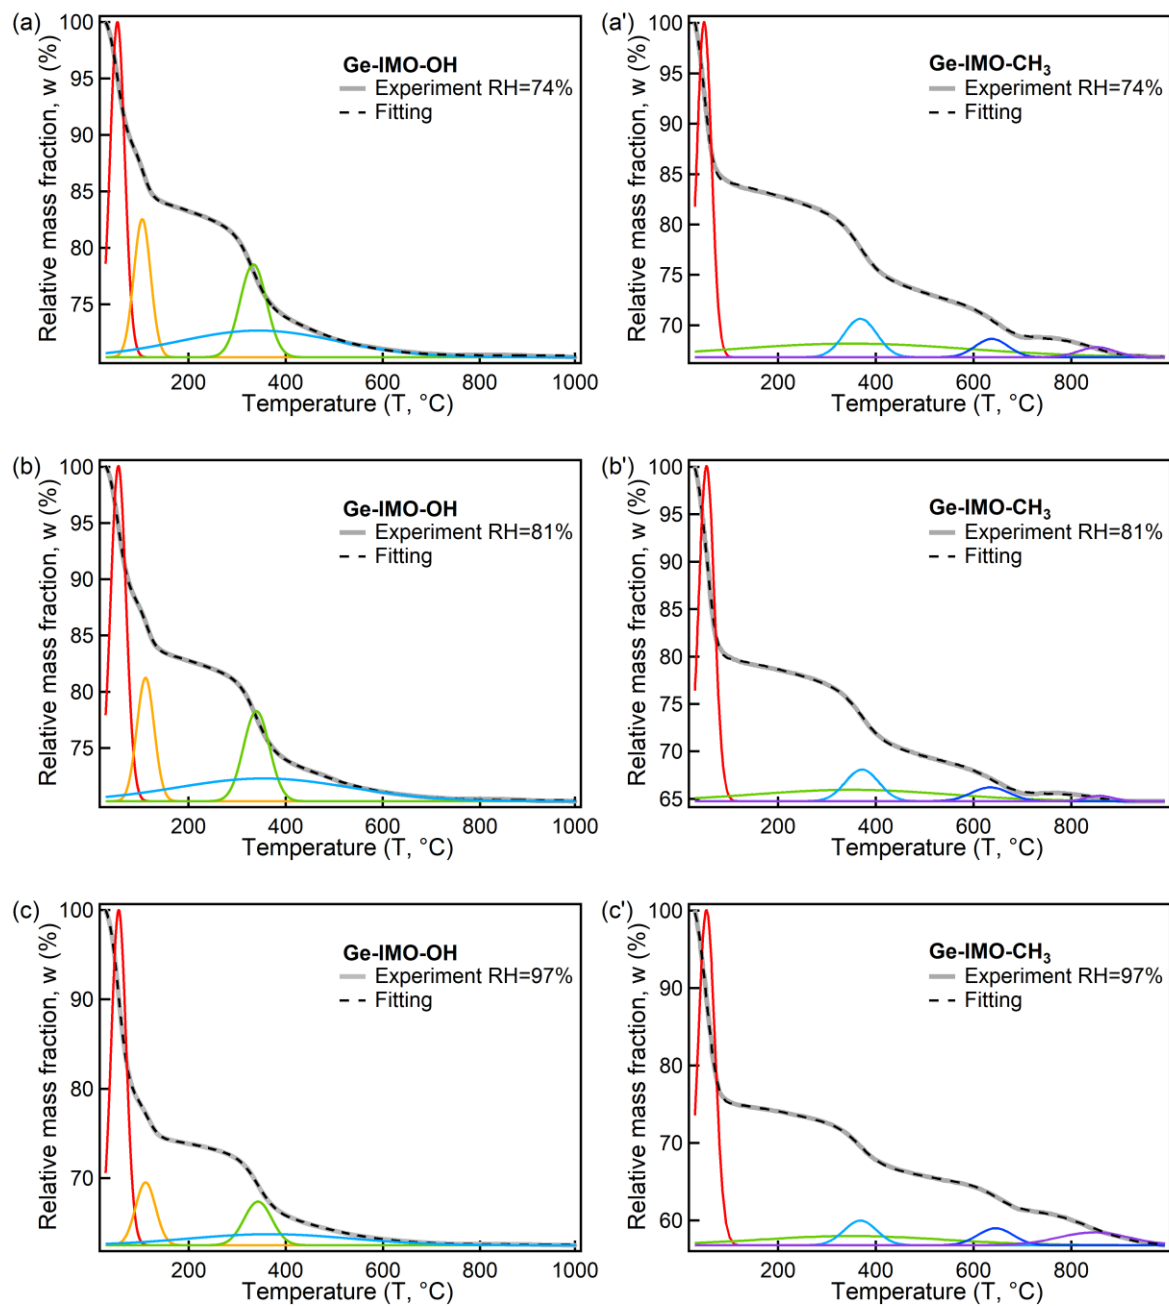 (a)
Relative mass fraction, w (%)
100
95
90
85
80
75
Ge-IMO-OH
Experiment RH=74%
Fitting
200 400 600 800 1000
Temperature (T, °C)
(a')
Relative mass fraction, w (%)
100
95
90
85
80
75
70
Ge-IMO-CH₃
Experiment RH=74%
Fitting
200 400 600 800
Temperature (T, °C)
(b)
Relative mass fraction, w (%)
100
95
90
85
80
75
Ge-IMO-OH
Experiment RH=81%
Fitting
200 400 600 800 1000
Temperature (T, °C)
(b')
Relative mass fraction, w (%)
100
95
90
85
80
75
70
65
Ge-IMO-CH₃
Experiment RH=81%
Fitting
200 400 600 800
Temperature (T, °C)
(c)
Relative mass fraction, w (%)
100
90
80
70
Ge-IMO-OH
Experiment RH=97%
Fitting
200 400 600 800 1000
Temperature (T, °C)
(c')
Relative mass fraction, w (%)
100
90
80
70
60
Ge-IMO-CH₃
Experiment RH=97%
Fitting
200 400 600 800
Temperature (T, °C)